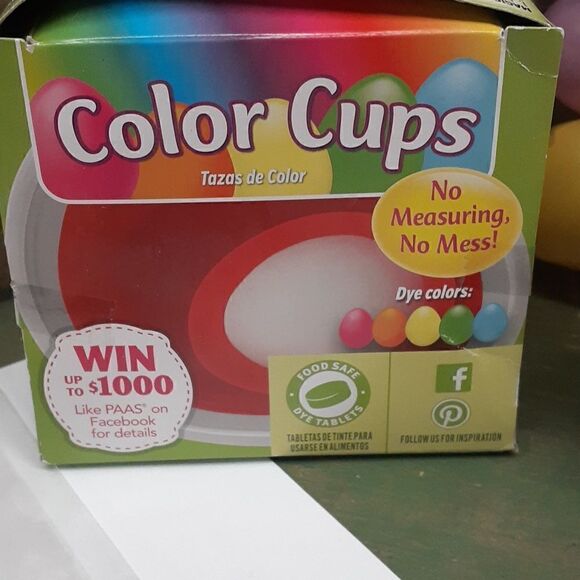 Color Cups
Tazas de Color
No
Measuring,
No Mess!
Dye colors:
WIN
UP TO $1000
Like PAAS® on
Facebook
for details
FOOD SAFE
DYE TABLETS
TABLETAS DE TINTE PARA
USARSE EN ALIMENTOS
f
FOLLOW US FOR INSPIRATION